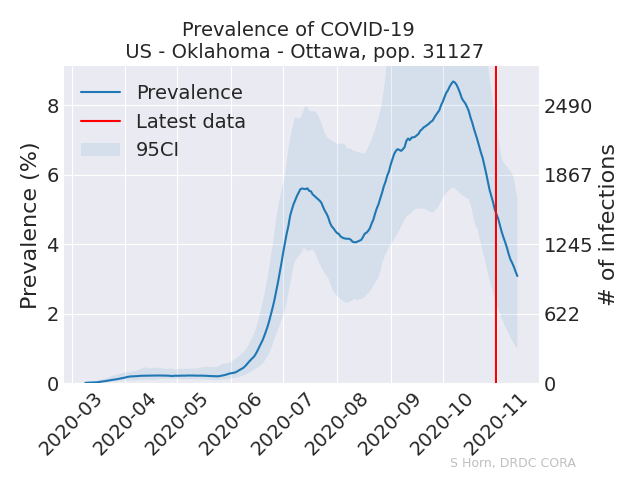 Prevalence of COVID-19
US - Oklahoma - Ottawa, pop. 31127
Prevalence
Latest data
95CI
Prevalence (%)
8
6
4
2
0
2490
1867
1245
622
0
# of infections
2020-03
2020-04
2020-05
2020-06
2020-07
2020-08
2020-09
2020-10
2020-11
S Horn, DRDC CORA